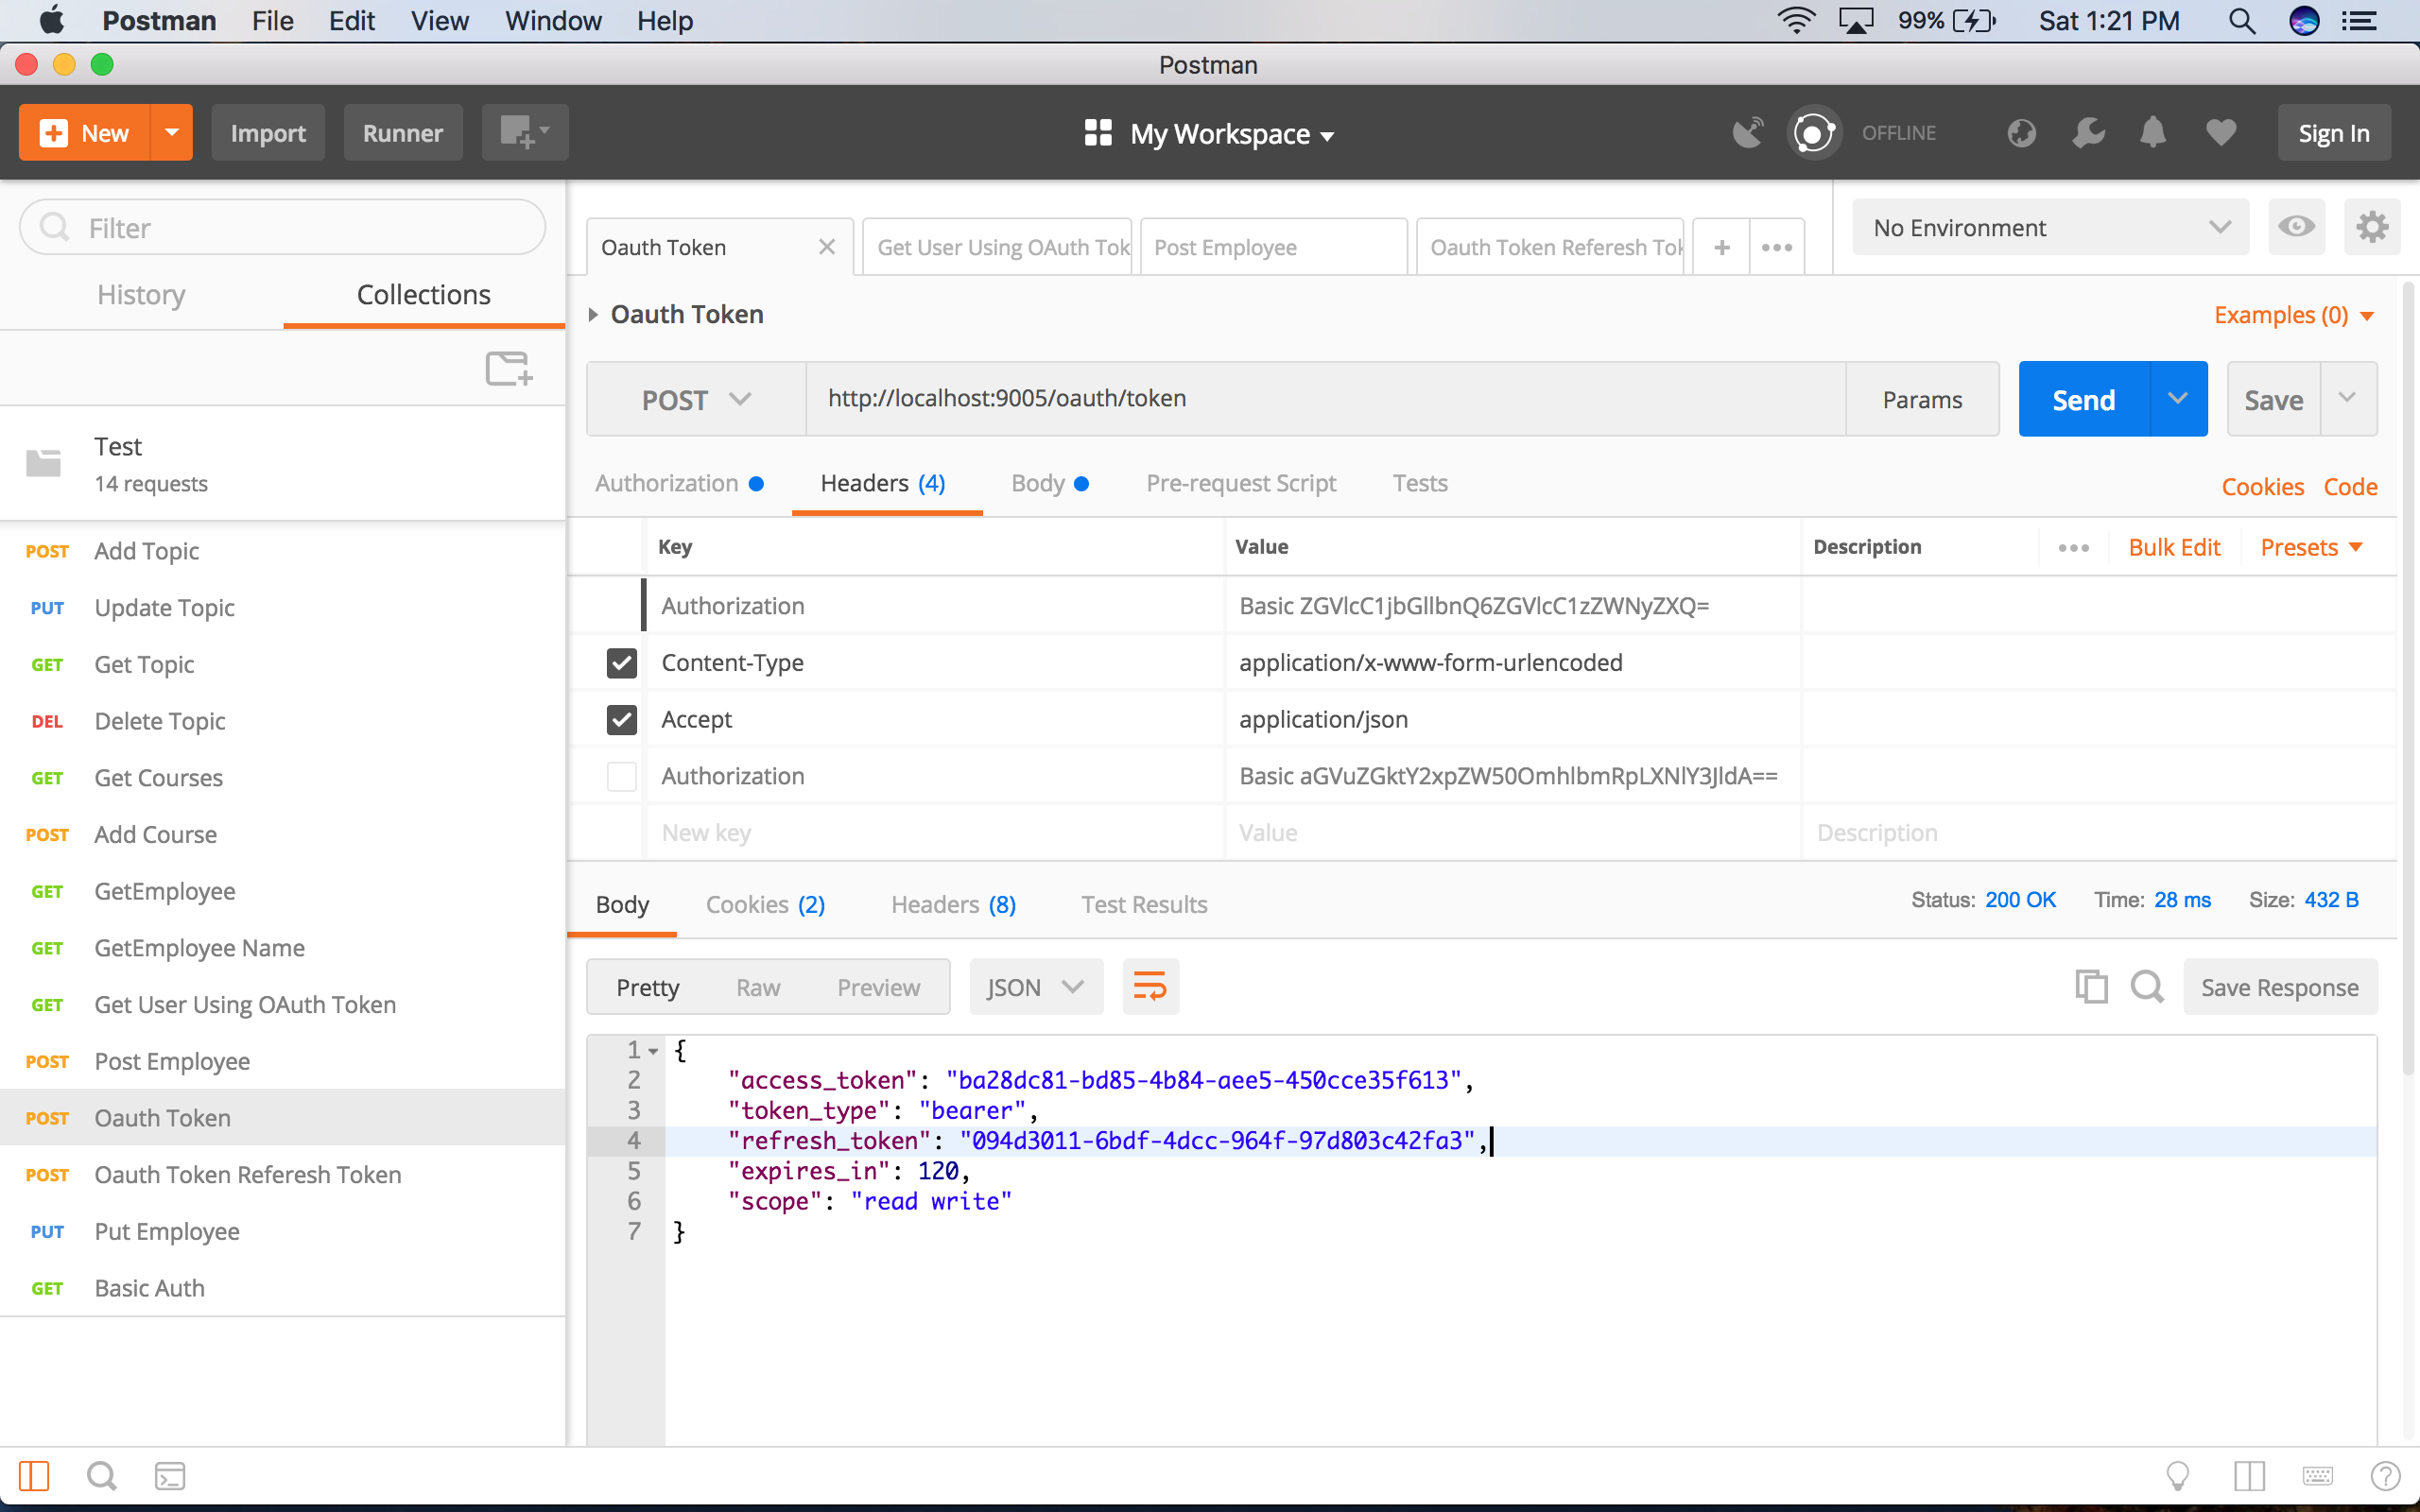 Postman File Edit View Window Help 99% Sat 1:21 PM
Postman
New Import Runner My Workspace OFFLINE Sign In
Filter
History Collections
Test
14 requests
POST Add Topic
PUT Update Topic
GET Get Topic
DEL Delete Topic
GET Get Courses
POST Add Course
GET GetEmployee
GET GetEmployee Name
GET Get User Using OAuth Token
POST Post Employee
POST Oauth Token
POST Oauth Token Referesh Token
PUT Put Employee
GET Basic Auth
Oauth Token Get User Using OAuth Tok Post Employee Oauth Token Referesh Tok No Environment
Oauth Token Examples (0)
POST http://localhost:9005/oauth/token Params Send Save
Authorization Headers (4) Body Pre-request Script Tests Cookies Code
Key Value Description Bulk Edit Presets
Authorization Basic ZGVlcC1jbGllbnQ6ZGVlcC1zZWNyZXQ=
Content-Type application/x-www-form-urlencoded
Accept application/json
Authorization Basic aGVuZGktY2xpZW50OmhlbmRpLXNlY3JldA==
New key Value Description
Body Cookies (2) Headers (8) Test Results Status: 200 OK Time: 28 ms Size: 432 B
Pretty Raw Preview JSON Save Response
1 {
2 "access_token": "ba28dc81-bd85-4b84-aee5-450cce35f613",
3 "token_type": "bearer",
4 "refresh_token": "094d3011-6bdf-4dcc-964f-97d803c42fa3",
5 "expires_in": 120,
6 "scope": "read write"
7 }